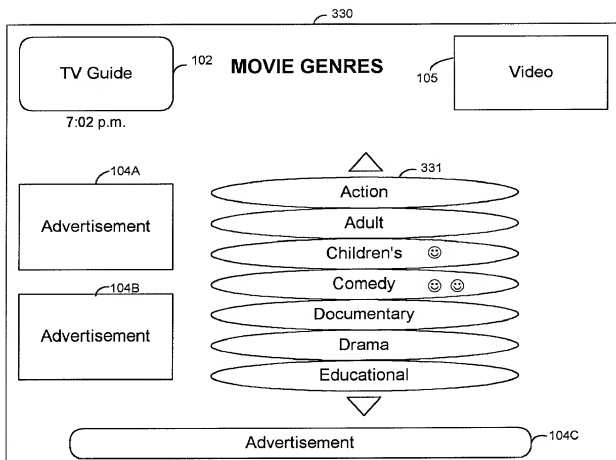 330
TV Guide
102
MOVIE GENRES
105
Video
7:02 p.m.
104A
Advertisement
104B
Advertisement
331
Action
Adult
Children's
Comedy
Documentary
Drama
Educational
Advertisement
104C